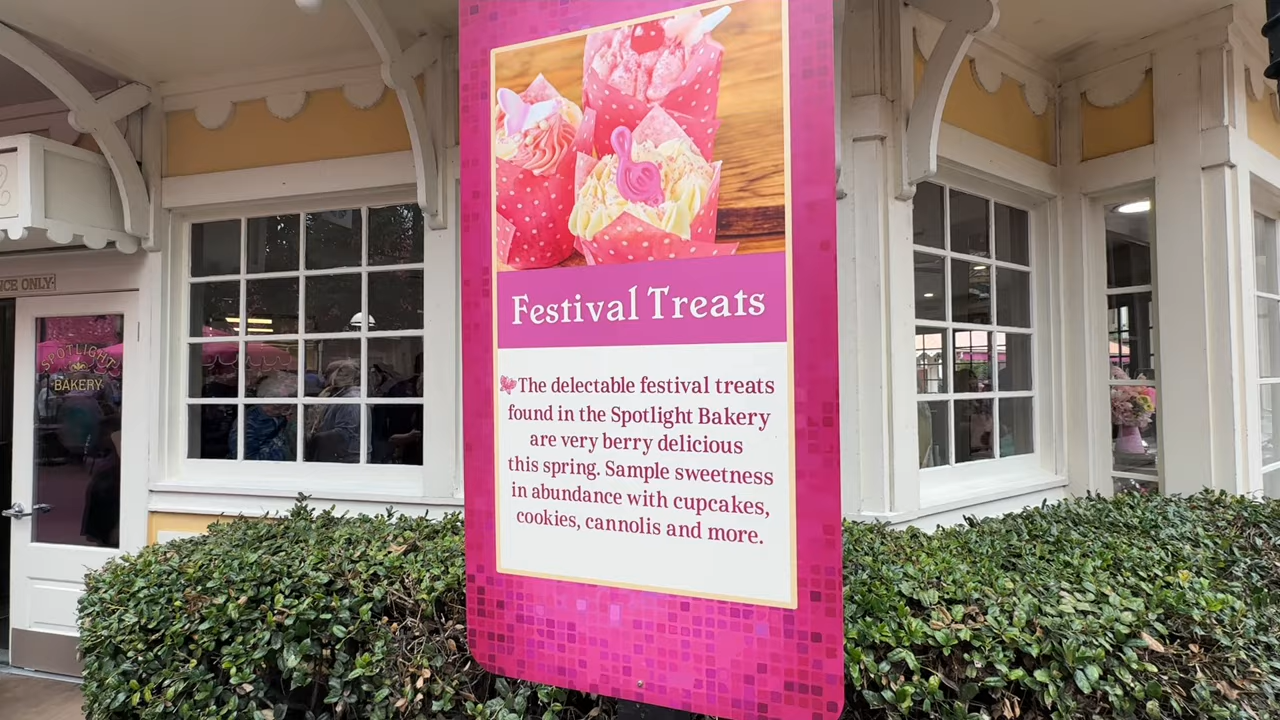 Festival Treats
The delectable festival treats
found in the Spotlight Bakery
are very berry delicious
this spring. Sample sweetness
in abundance with cupcakes,
cookies, cannolis and more.
ONLY
SPOTLIGHT
BAKERY